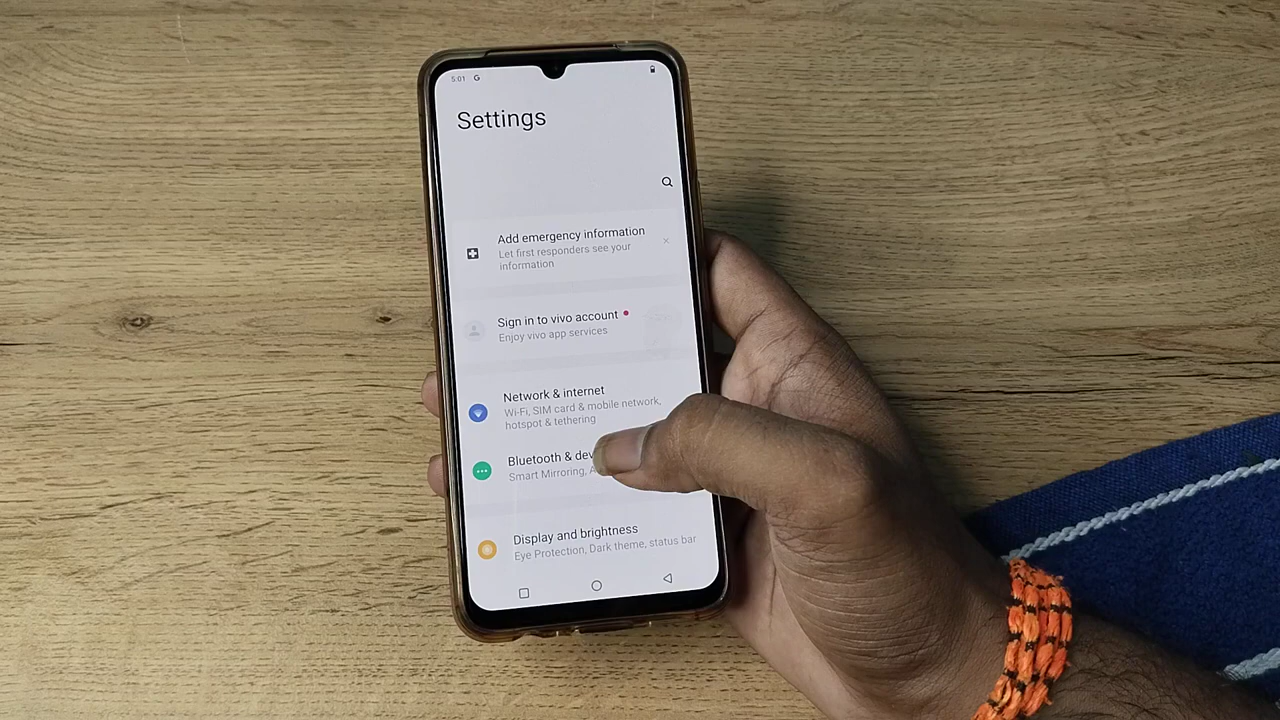 5:01 G
Settings
Add emergency information
Let first responders see your
information
Sign in to vivo account
Enjoy vivo app services
Network & internet
Wi-Fi, SIM card & mobile network,
hotspot & tethering
Bluetooth &
Smart Mirroring,
Display and brightness
Eye Protection, Dark theme, status bar